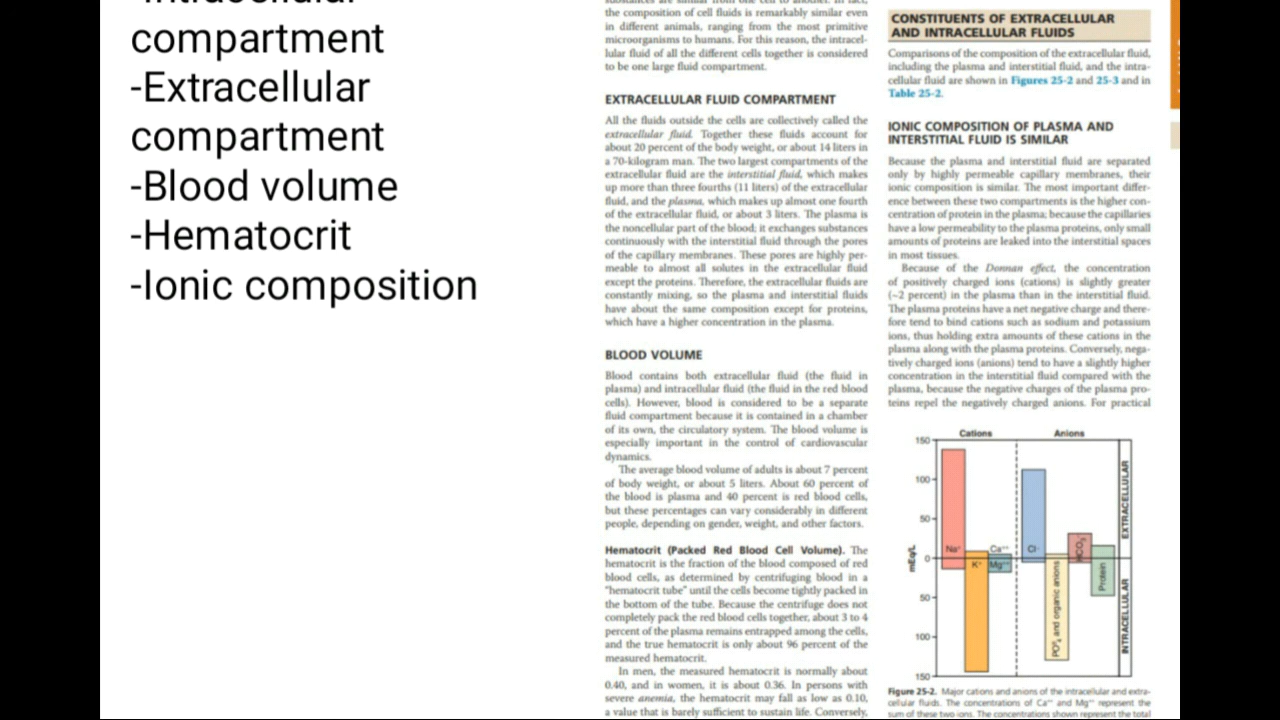 -Intracellular
compartment
-Extracellular
compartment
-Blood volume
-Hematocrit
-Ionic composition
substances are similar from one cell to another. In fact,
the composition of cell fluids is remarkably similar even
in different animals, ranging from the most primitive
microorganisms to humans. For this reason, the intracel-
lular fluid of all the different cells together is considered
to be one large fluid compartment.
EXTRACELLULAR FLUID COMPARTMENT
All the fluids outside the cells are collectively called the
extracellular fluid. Together these fluids account for
about 20 percent of the body weight, or about 14 liters in
a 70-kilogram man. The two largest compartments of the
extracellular fluid are the interstitial fluid, which makes
up more than three fourths (11 liters) of the extracellular
fluid, and the plasma, which makes up almost one fourth
of the extracellular fluid, or about 3 liters. The plasma is
the noncellular part of the blood; it exchanges substances
continuously with the interstitial fluid through the pores
of the capillary membranes. These pores are highly per-
meable to almost all solutes in the extracellular fluid
except the proteins. Therefore, the extracellular fluids are
constantly mixing, so the plasma and interstitial fluids
have about the same composition except for proteins,
which have a higher concentration in the plasma.
BLOOD VOLUME
Blood contains both extracellular fluid (the fluid in
plasma) and intracellular fluid (the fluid in the red blood
cells). However, blood is considered to be a separate
fluid compartment because it is contained in a chamber
of its own, the circulatory system. The blood volume is
especially important in the control of cardiovascular
dynamics.
The average blood volume of adults is about 7 percent
of body weight, or about 5 liters. About 60 percent of
the blood is plasma and 40 percent is red blood cells,
but these percentages can vary considerably in different
people, depending on gender, weight, and other factors.
Hematocrit (Packed Red Blood Cell Volume). The
hematocrit is the fraction of the blood composed of red
blood cells, as determined by centrifuging blood in a
"hematocrit tube" until the cells become tightly packed in
the bottom of the tube. Because the centrifuge does not
completely pack the red blood cells together, about 3 to 4
percent of the plasma remains entrapped among the cells,
and the true hematocrit is only about 96 percent of the
measured hematocrit.
In men, the measured hematocrit is normally about
0.40, and in women, it is about 0.36. In persons with
severe anemia, the hematocrit may fall as low as 0.10,
a value that is barely sufficient to sustain life. Conversely,
CONSTITUENTS OF EXTRACELLULAR
AND INTRACELLULAR FLUIDS
Comparisons of the composition of the extracellular fluid,
including the plasma and interstitial fluid, and the intra-
cellular fluid are shown in Figures 25-2 and 25-3 and in
Table 25-2.
IONIC COMPOSITION OF PLASMA AND
INTERSTITIAL FLUID IS SIMILAR
Because the plasma and interstitial fluid are separated
only by highly permeable capillary membranes, their
ionic composition is similar. The most important differ-
ence between these two compartments is the higher con-
centration of protein in the plasma; because the capillaries
have a low permeability to the plasma proteins, only small
amounts of proteins are leaked into the interstitial spaces
in most tissues.
Because of the Donnan effect, the concentration
of positively charged ions (cations) is slightly greater
(~2 percent) in the plasma than in the interstitial fluid.
The plasma proteins have a net negative charge and there-
fore tend to bind cations such as sodium and potassium
ions, thus holding extra amounts of these cations in the
plasma along with the plasma proteins. Conversely, nega-
tively charged ions (anions) tend to have a slightly higher
concentration in the interstitial fluid compared with the
plasma, because the negative charges of the plasma pro-
teins repel the negatively charged anions. For practical
Cations Anions
150
100
50
0
50
100
150
mEq/L
Na⁺
K⁺
Ca⁺⁺
Mg⁺⁺
Cl⁻
PO₄ and organic anions
HCO₃⁻
Protein
EXTRACELLULAR
INTRACELLULAR
Figure 25-2. Major cations and anions of the intracellular and extra-
cellular fluids. The concentrations of Ca⁺⁺ and Mg⁺⁺ represent the
sum of these two ions. The concentrations shown represent the total